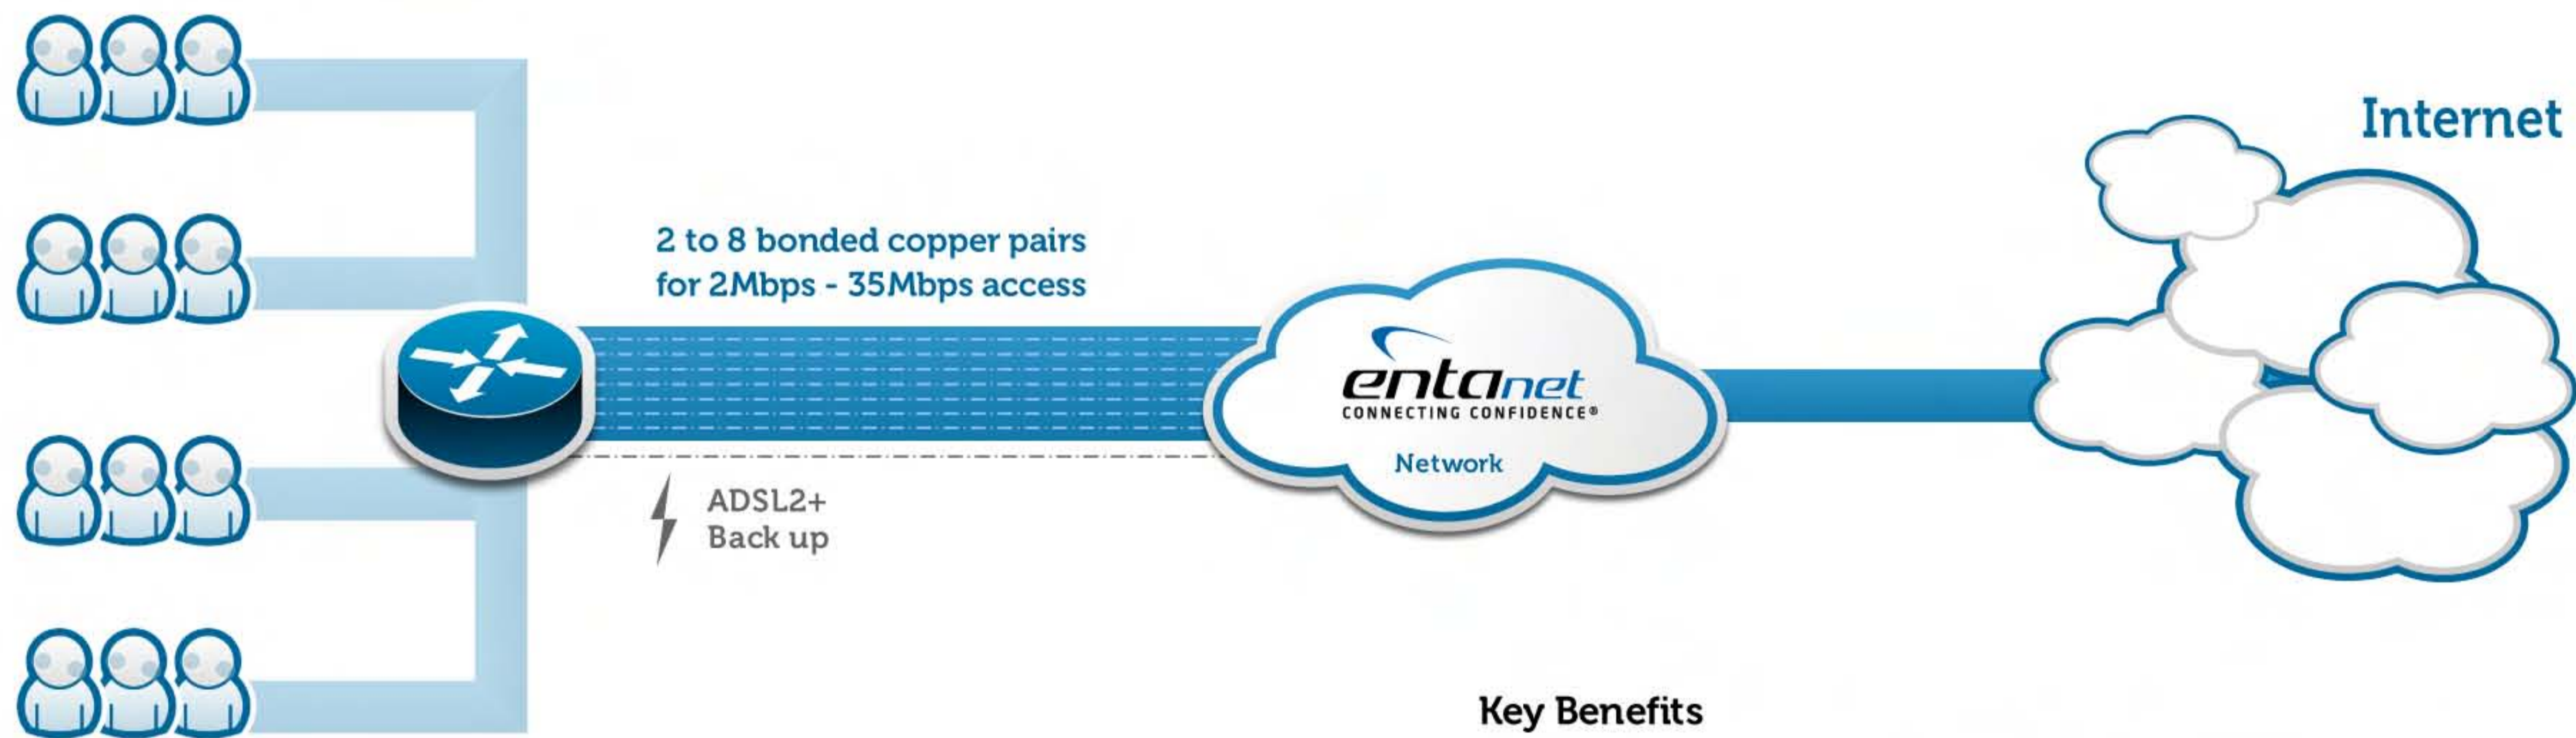 Internet
2 to 8 bonded copper pairs
for 2Mbps - 35Mbps access
entanet
CONNECTING CONFIDENCE®
Network
ADSL2+
Back up
Key Benefits